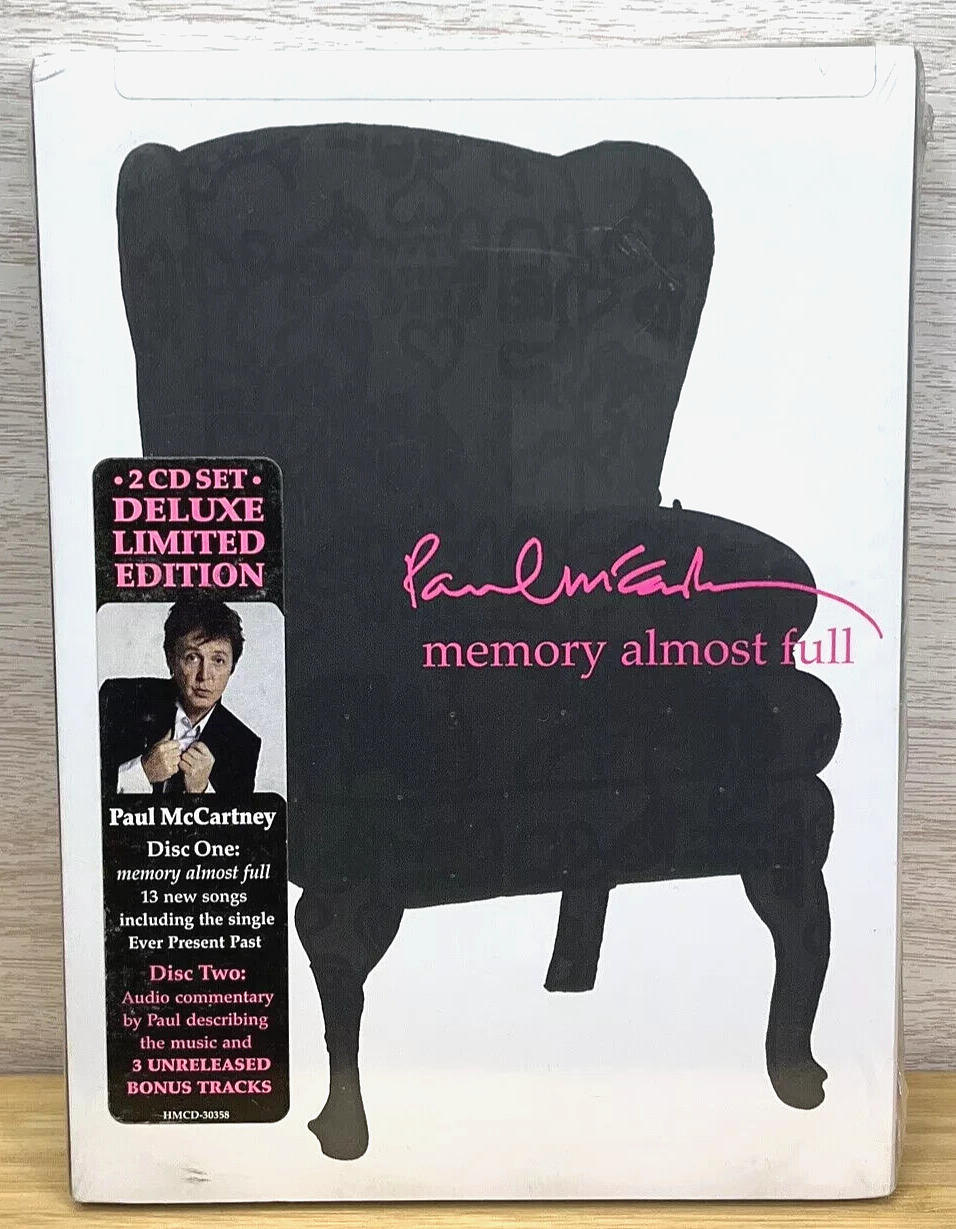 • 2 CD SET •
DELUXE
LIMITED
EDITION
Paul McCartney
memory almost full
Paul McCartney
Disc One:
memory almost full
13 new songs
including the single
Ever Present Past
Disc Two:
Audio commentary
by Paul describing
the music and
3 UNRELEASED
BONUS TRACKS
HMCD-30358